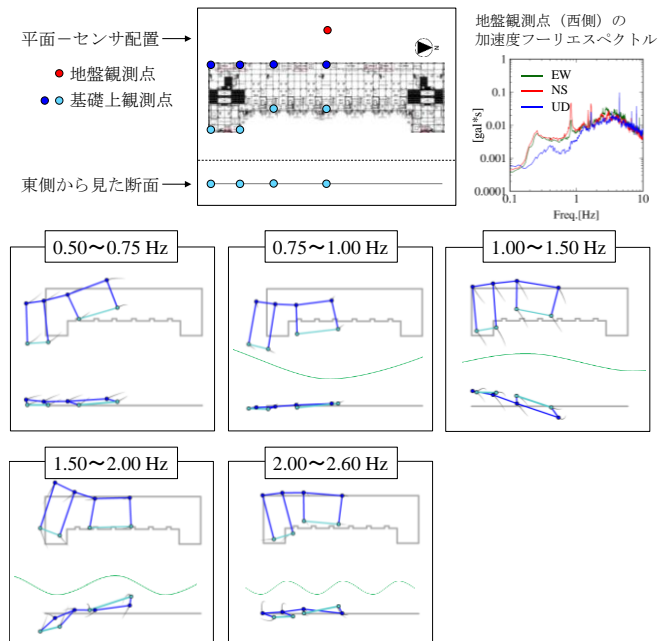 平面－センサ配置
地盤観測点
基礎上観測点
東側から見た断面
N
地盤観測点（西側）の
加速度フーリエスペクトル
[gal*s]
1
0.1
0.01
0.001
0.0001
EW
NS
UD
0.1
1
10
Freq.[Hz]
0.50～0.75 Hz
0.75～1.00 Hz
1.00～1.50 Hz
1.50～2.00 Hz
2.00～2.60 Hz